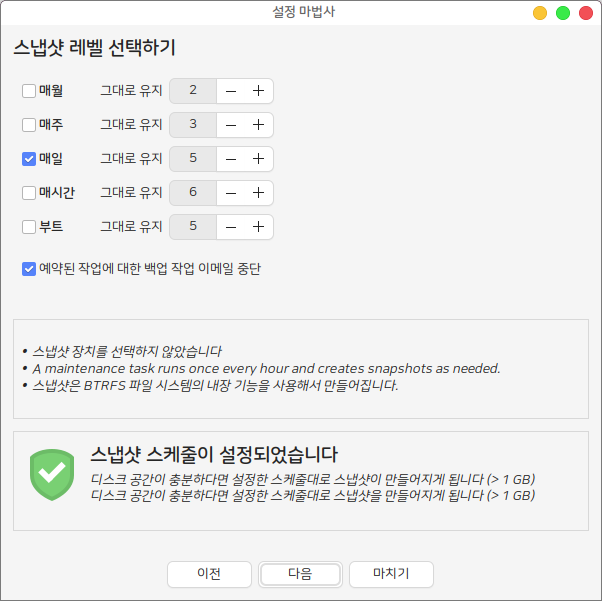 설정 마법사
스냅샷 레벨 선택하기
매월 그대로 유지 2 − +
매주 그대로 유지 3 − +
매일 그대로 유지 5 − +
매시간 그대로 유지 6 − +
부트 그대로 유지 5 − +
예약된 작업에 대한 백업 작업 이메일 중단
• 스냅샷 장치를 선택하지 않았습니다
• A maintenance task runs once every hour and creates snapshots as needed.
• 스냅샷은 BTRFS 파일 시스템의 내장 기능을 사용해서 만들어집니다.
스냅샷 스케줄이 설정되었습니다
디스크 공간이 충분하다면 설정한 스케줄대로 스냅샷이 만들어지게 됩니다 (> 1 GB)
디스크 공간이 충분하다면 설정한 스케줄대로 스냅샷을 만들어지게 됩니다 (> 1 GB)
이전 다음 마치기